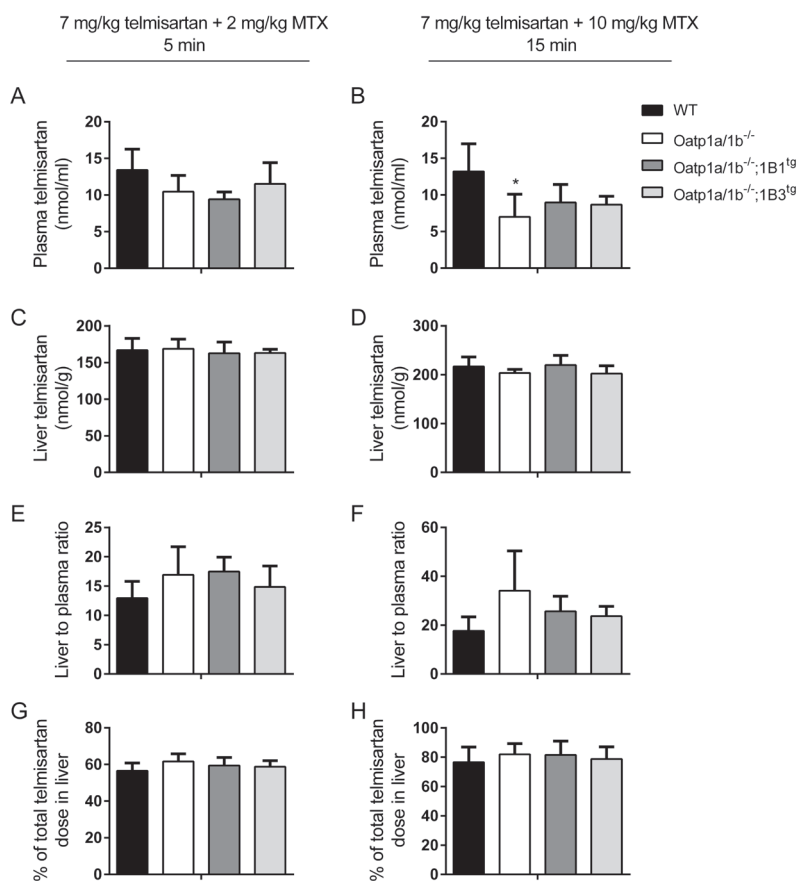 7 mg/kg telmisartan + 2 mg/kg MTX
5 min
7 mg/kg telmisartan + 10 mg/kg MTX
15 min
A
Plasma telmisartan
(nmol/ml)
20
15
10
5
0
B
Plasma telmisartan
(nmol/ml)
20
15
10
5
0
*
WT
Oatp1a/1b-/-
Oatp1a/1b-/-;1B1tg
Oatp1a/1b-/-;1B3tg
C
Liver telmisartan
(nmol/g)
200
150
100
50
0
D
Liver telmisartan
(nmol/g)
300
200
100
0
E
Liver to plasma ratio
25
20
15
10
5
0
F
Liver to plasma ratio
60
40
20
0
G
% of total telmisartan
dose in liver
80
60
40
20
0
H
% of total telmisartan
dose in liver
100
80
60
40
20
0